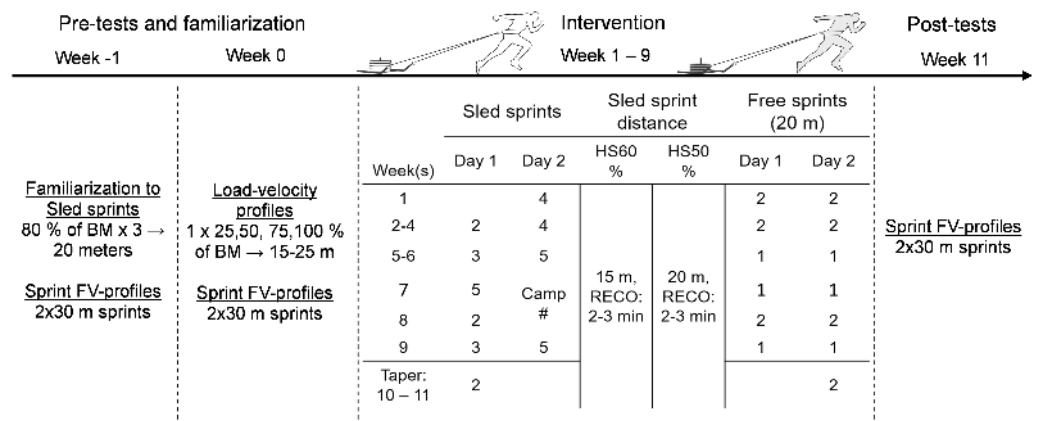 Pre-tests and familiarization
Intervention
Post-tests
Week -1
Week 0
Week 1 – 9
Week 11
Familiarization to
Sled sprints
80 % of BM x 3 →
20 meters
Sprint FV-profiles
2x30 m sprints
Load-velocity
profiles
1 x 25,50, 75,100 %
of BM → 15-25 m
Sprint FV-profiles
2x30 m sprints
Sled sprints
Sled sprint
distance
Free sprints
(20 m)
Week(s)
Day 1
Day 2
HS60
%
HS50
%
Day 1
Day 2
1 4 2 2
2-4 2 4 2 2
5-6 3 5 1 1
7 5 Camp 1 1
#
8 2 2 2
9 3 5 1 1
15 m,
RECO:
2-3 min
20 m,
RECO:
2-3 min
Taper:
10 – 11
2 2
Sprint FV-profiles
2x30 m sprints